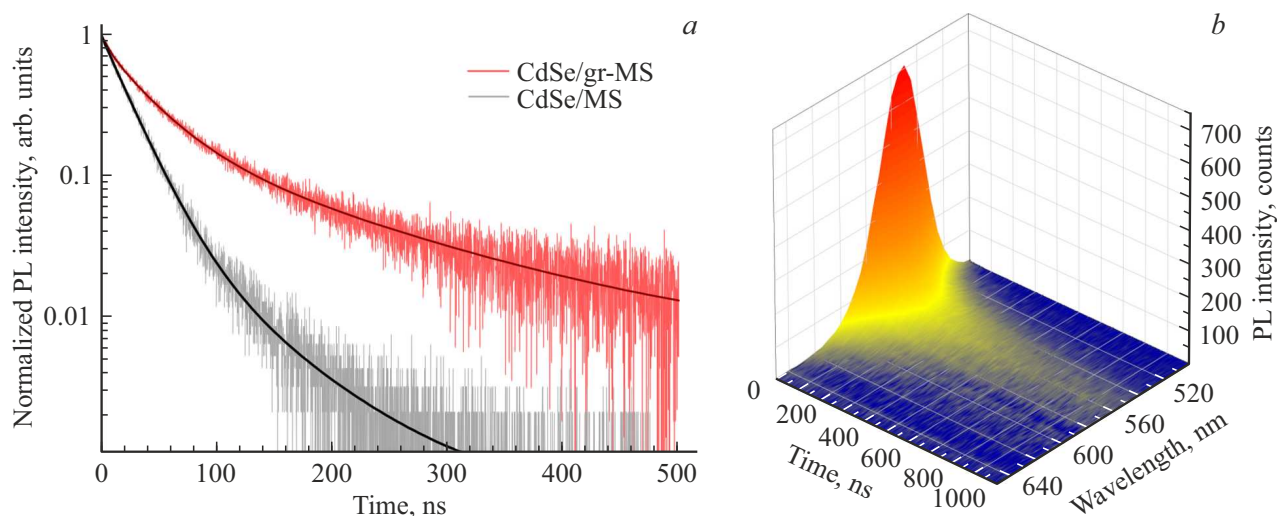 a
Normalized PL intensity, arb. units
1
0.1
0.01
CdSe/gr-MS
CdSe/MS
0
100
200
300
400
500
Time, ns
b
PL intensity, counts
700
600
500
400
300
200
100
0
200
400
600
800
1000
Time, ns
520
560
600
640
Wavelength, nm